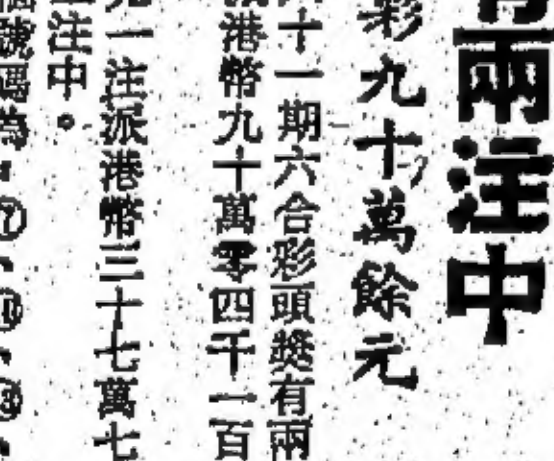 兩注中
彩九十萬餘元
十一期六合彩頭獎有兩
港幣九十萬零四千一百
一注派港幣三十七萬七
注中。
號碼為：⑦、⑱、㊳、